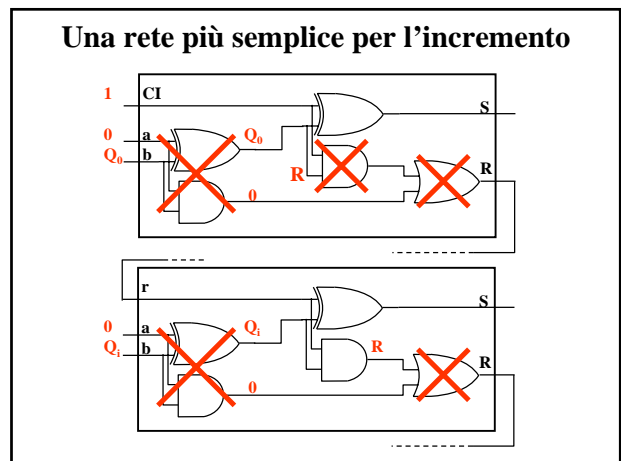 Una rete più semplice per l'incremento
1 CI
S
0 a Q₀
Q₀ b
R R
0
r
S
0 a Qᵢ
Qᵢ b R R
0